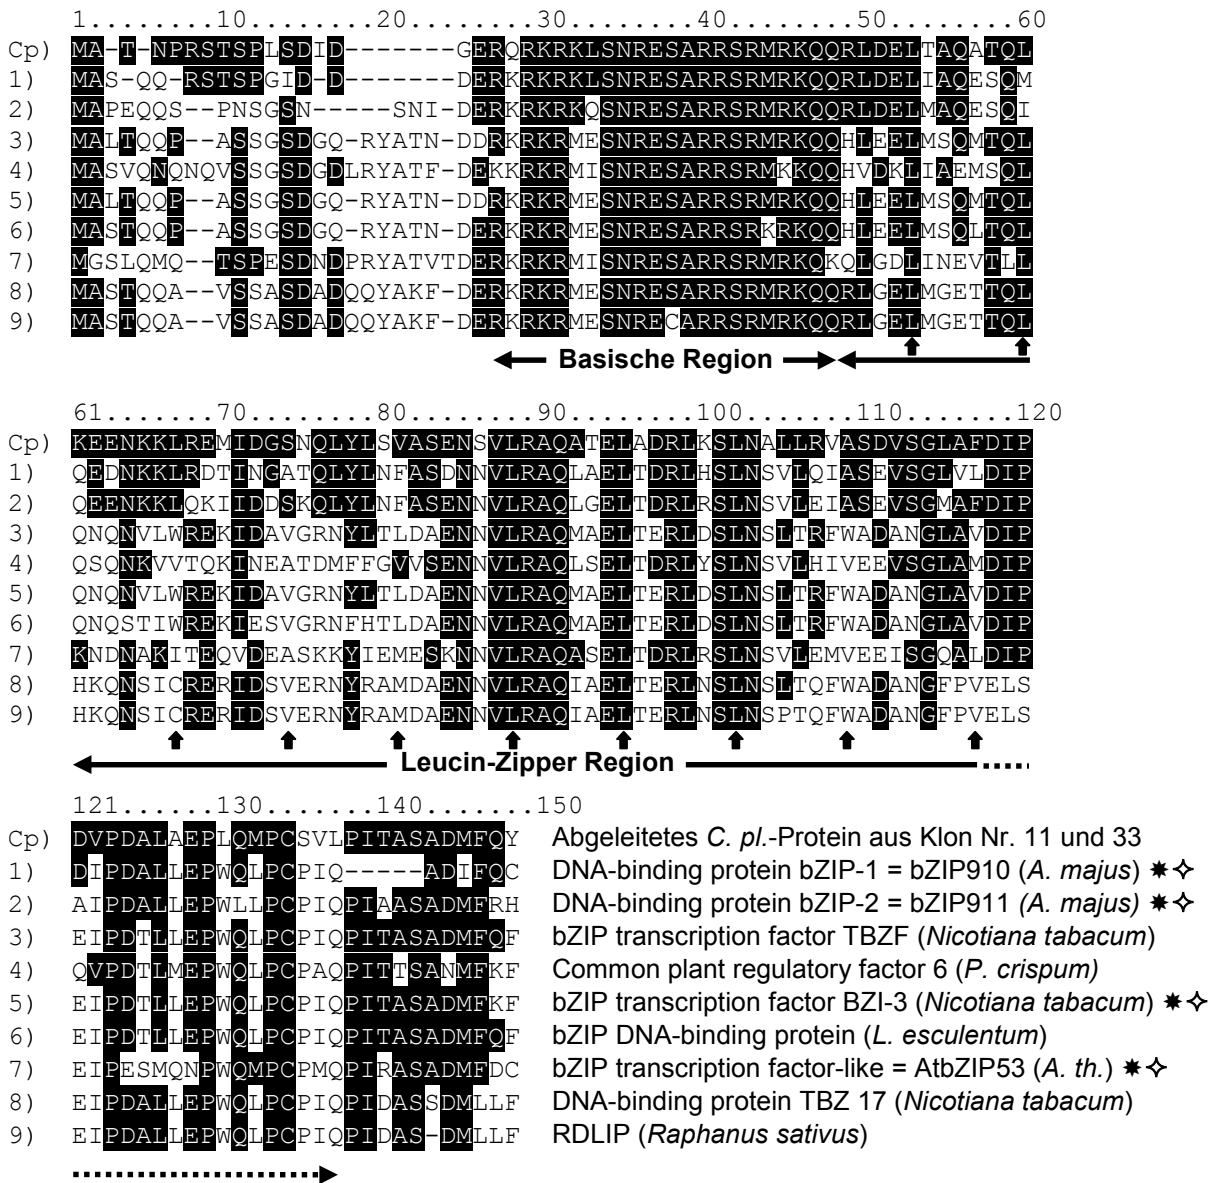 1........10........20........30........40........50........60
Cp) MA-T-NPRSTSPLSDID-------GERQRKRKLSNRESARRSRMRKQQRLDELTAQATQL
1) MAS-QQ-RSTSPGID-D-------DERKRKRKLSNRESARRSRMRKQQRLDELIAQESQM
2) MAPEQQS--PNSGSN-----SNI-DERKRKRKQSNRESARRSRMRKQQRLDELMAQESQI
3) MALTQQP--ASSGSDGQ-RYATN-DDRKRKRMESNRESARRSRMRKQQHLEELMSQMTQL
4) MASVQNQNQVSSGSDGDLRYATF-DEKKRKRMISNRESARRSRMKKQQHVDKLIAEMSQL
5) MALTQQP--ASSGSDGQ-RYATN-DDRKRKRMESNRESARRSRMRKQQHLEELMSQMTQL
6) MASTQQP--ASSGSDGQ-RYATN-DERKRKRMESNRESARRSRKRKQQHLEELMSQLTQL
7) MGSLQMQ--TSPESDNDPRYATVTDERKRKRMISNRESARRSRMRKQKQLGDLINEVTLL
8) MASTQQA--VSSASDADQQYAKF-DERKRKRMESNRESARRSRMRKQQRLGELMGETTQL
9) MASTQQA--VSSASDADQQYAKF-DERKRKRMESNRECARRSRMRKQQRLGELMGETTQL
Basische Region
61.......70........80........90........100.......110.......120
Cp) KEENKKLREMIDGSNQLYLSVASENSVLRAQATELADRLKSLNALLRVASDVSGLAFDIP
1) QEDNKKLRDTINGATQLYLNFASDNNVLRAQLAELTDRLHSLNSVLQIASEVSGLVLDIP
2) QEENKKLQKIIDDSKQLYLNFASENNVLRAQLGELTDRLRSLNSVLEIASEVSGMAFDIP
3) QNQNVLWREKIDAVGRNYLTLDAENNVLRAQMAELTERLDSLNSLTRFWADANGLAVDIP
4) QSQNKVVTQKINEATDMFFGVVSENNVLRAQLSELTDRLYSLNSVLHIVEEVSGLAMDIP
5) QNQNVLWREKIDAVGRNYLTLDAENNVLRAQMAELTERLDSLNSLTRFWADANGLAVDIP
6) QNQSTIWREKIESVGRNFHTLDAENNVLRAQMAELTERLDSLNSLTRFWADANGLAVDIP
7) KNDNAKITEQVDEASKKYIEMESKNNVLRAQASELTDRLRSLNSVLEMVEEISGQALDIP
8) HKQNSICRERIDSVERNYRAMDAENNVLRAQIAELTERLNSLNSLTQFWADANGFPVELS
9) HKQNSICRERIDSVERNYRAMDAENNVLRAQIAELTERLNSLNSPTQFWADANGFPVELS
Leucin-Zipper Region
121.......130.......140.......150
Cp) DVPDALAEPLQMPCSVLPITASADMFQY Abgeleitetes C. pl.-Protein aus Klon Nr. 11 und 33
1) DIPDALLEPWQLPCPIQ-----ADIFQC DNA-binding protein bZIP-1 = bZIP910 (A. majus) ✷✧
2) AIPDALLEPWLLPCPIQPIAASADMFRH DNA-binding protein bZIP-2 = bZIP911 (A. majus) ✷✧
3) EIPDTLLEPWQLPCPIQPITASADMFQF bZIP transcription factor TBZF (Nicotiana tabacum)
4) QVPDTLMEPWQLPCPAQPITTSANMFKF Common plant regulatory factor 6 (P. crispum)
5) EIPDTLLEPWQLPCPIQPITASADMFKF bZIP transcription factor BZI-3 (Nicotiana tabacum) ✷✧
6) EIPDTLLEPWQLPCPIQPITASADMFQF bZIP DNA-binding protein (L. esculentum)
7) EIPESMQNPWQMPCPMQPIRASADMFDC bZIP transcription factor-like = AtbZIP53 (A. th.) ✷✧
8) EIPDALLEPWQLPCPIQPIDASSDMLLF DNA-binding protein TBZ 17 (Nicotiana tabacum)
9) EIPDALLEPWQLPCPIQPIDAS-DMLLF RDLIP (Raphanus sativus)